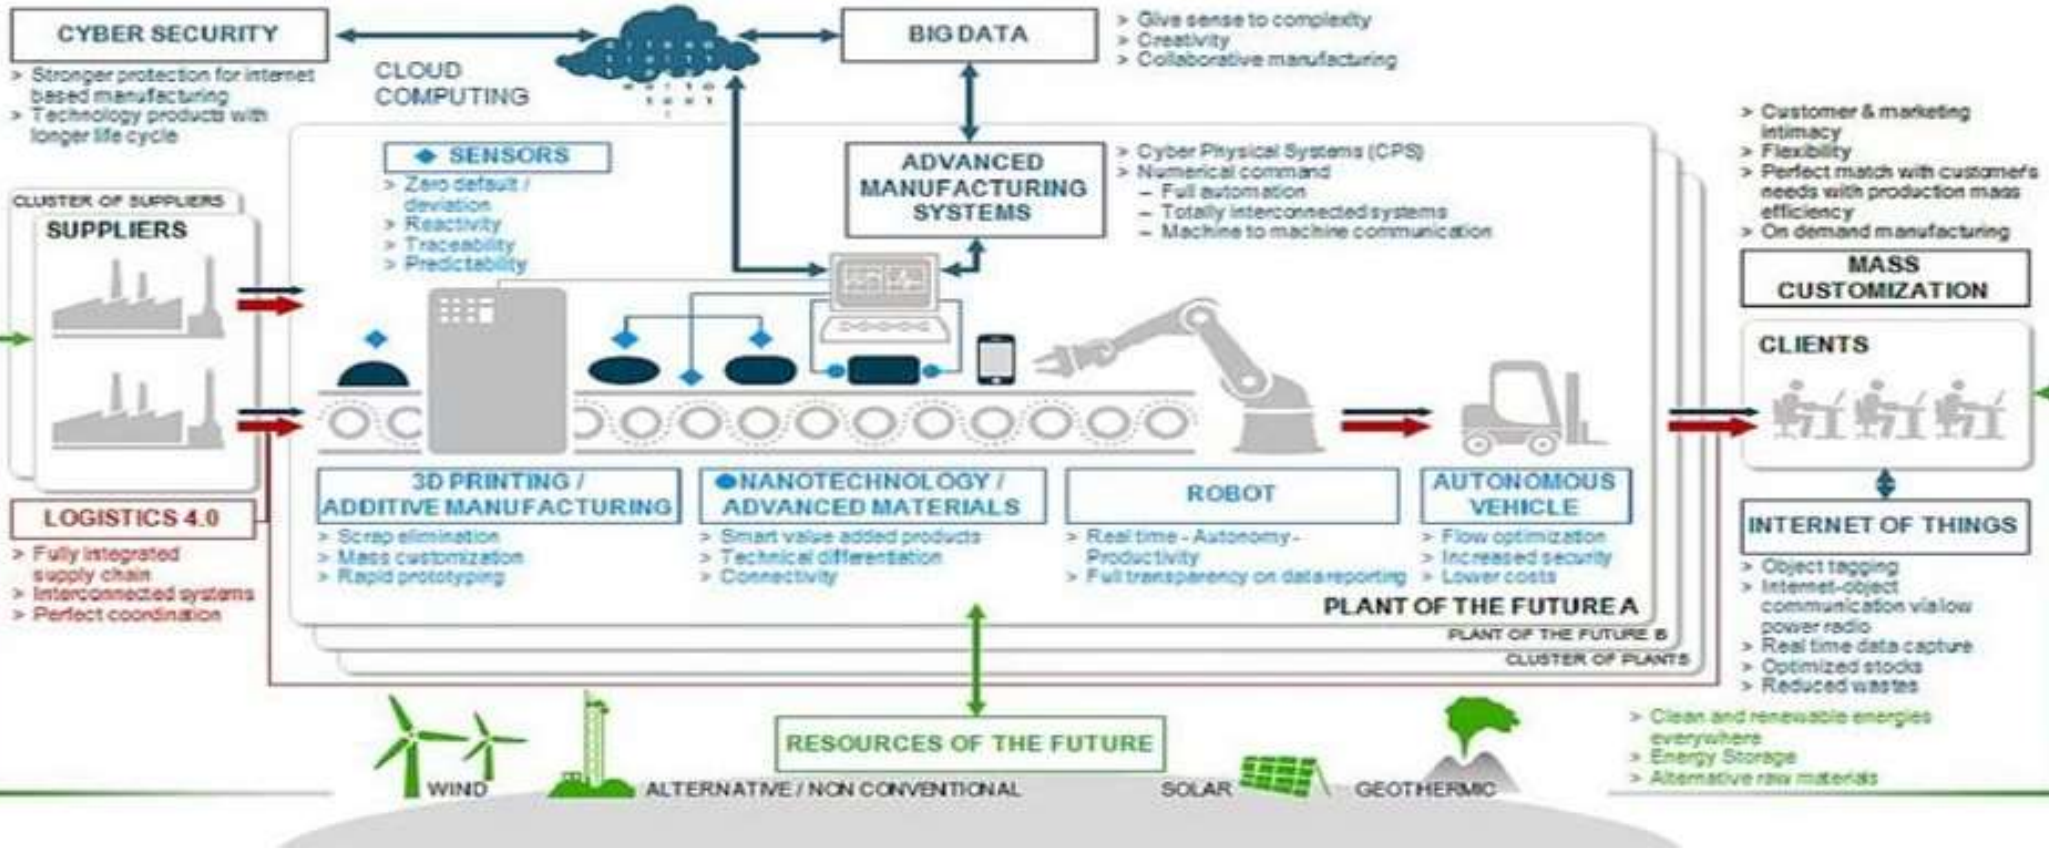 CYBER SECURITY
> Stronger protection for internet
based manufacturing
> Technology products with
longer life cycle
CLOUD
COMPUTING
BIG DATA
> Give sense to complexity
> Creativity
> Collaborative manufacturing
CLUSTER OF SUPPLIERS
SUPPLIERS
SENSORS
> Zero default /
deviation
> Reactivity
> Traceability
> Predictability
ADVANCED
MANUFACTURING
SYSTEMS
> Cyber Physical Systems (CPS)
> Numerical command
– Full automation
– Totally interconnected systems
– Machine to machine communication
> Customer & marketing
intimacy
> Flexibility
> Perfect match with customer's
needs with production mass
efficiency
> On demand manufacturing
MASS
CUSTOMIZATION
CLIENTS
LOGISTICS 4.0
> Fully integrated
supply chain
> Interconnected systems
> Perfect coordination
3D PRINTING /
ADDITIVE MANUFACTURING
> Scrap elimination
> Mass customization
> Rapid prototyping
NANOTECHNOLOGY /
ADVANCED MATERIALS
> Smart value added products
> Technical differentiation
> Connectivity
ROBOT
> Real time - Autonomy -
Productivity
> Full transparency on data reporting
AUTONOMOUS
VEHICLE
> Flow optimization
> Increased security
> Lower costs
PLANT OF THE FUTURE A
PLANT OF THE FUTURE B
CLUSTER OF PLANTS
INTERNET OF THINGS
> Object tagging
> Internet-object
communication via low
power radio
> Real time data capture
> Optimized stocks
> Reduced wastes
RESOURCES OF THE FUTURE
WIND
ALTERNATIVE / NON CONVENTIONAL
SOLAR
GEOTHERMIC
> Clean and renewable energies
everywhere
> Energy Storage
> Alternative raw materials